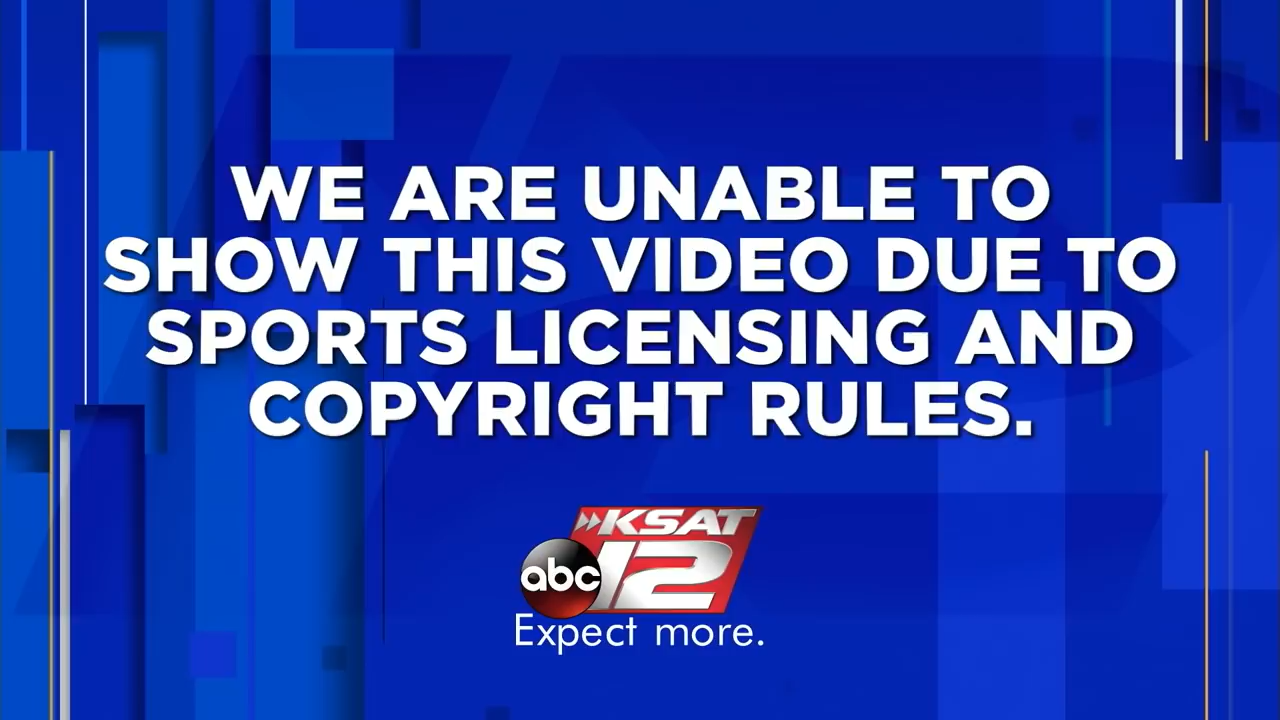 WE ARE UNABLE TO
SHOW THIS VIDEO DUE TO
SPORTS LICENSING AND
COPYRIGHT RULES.
KSAT
abc 12
Expect more.